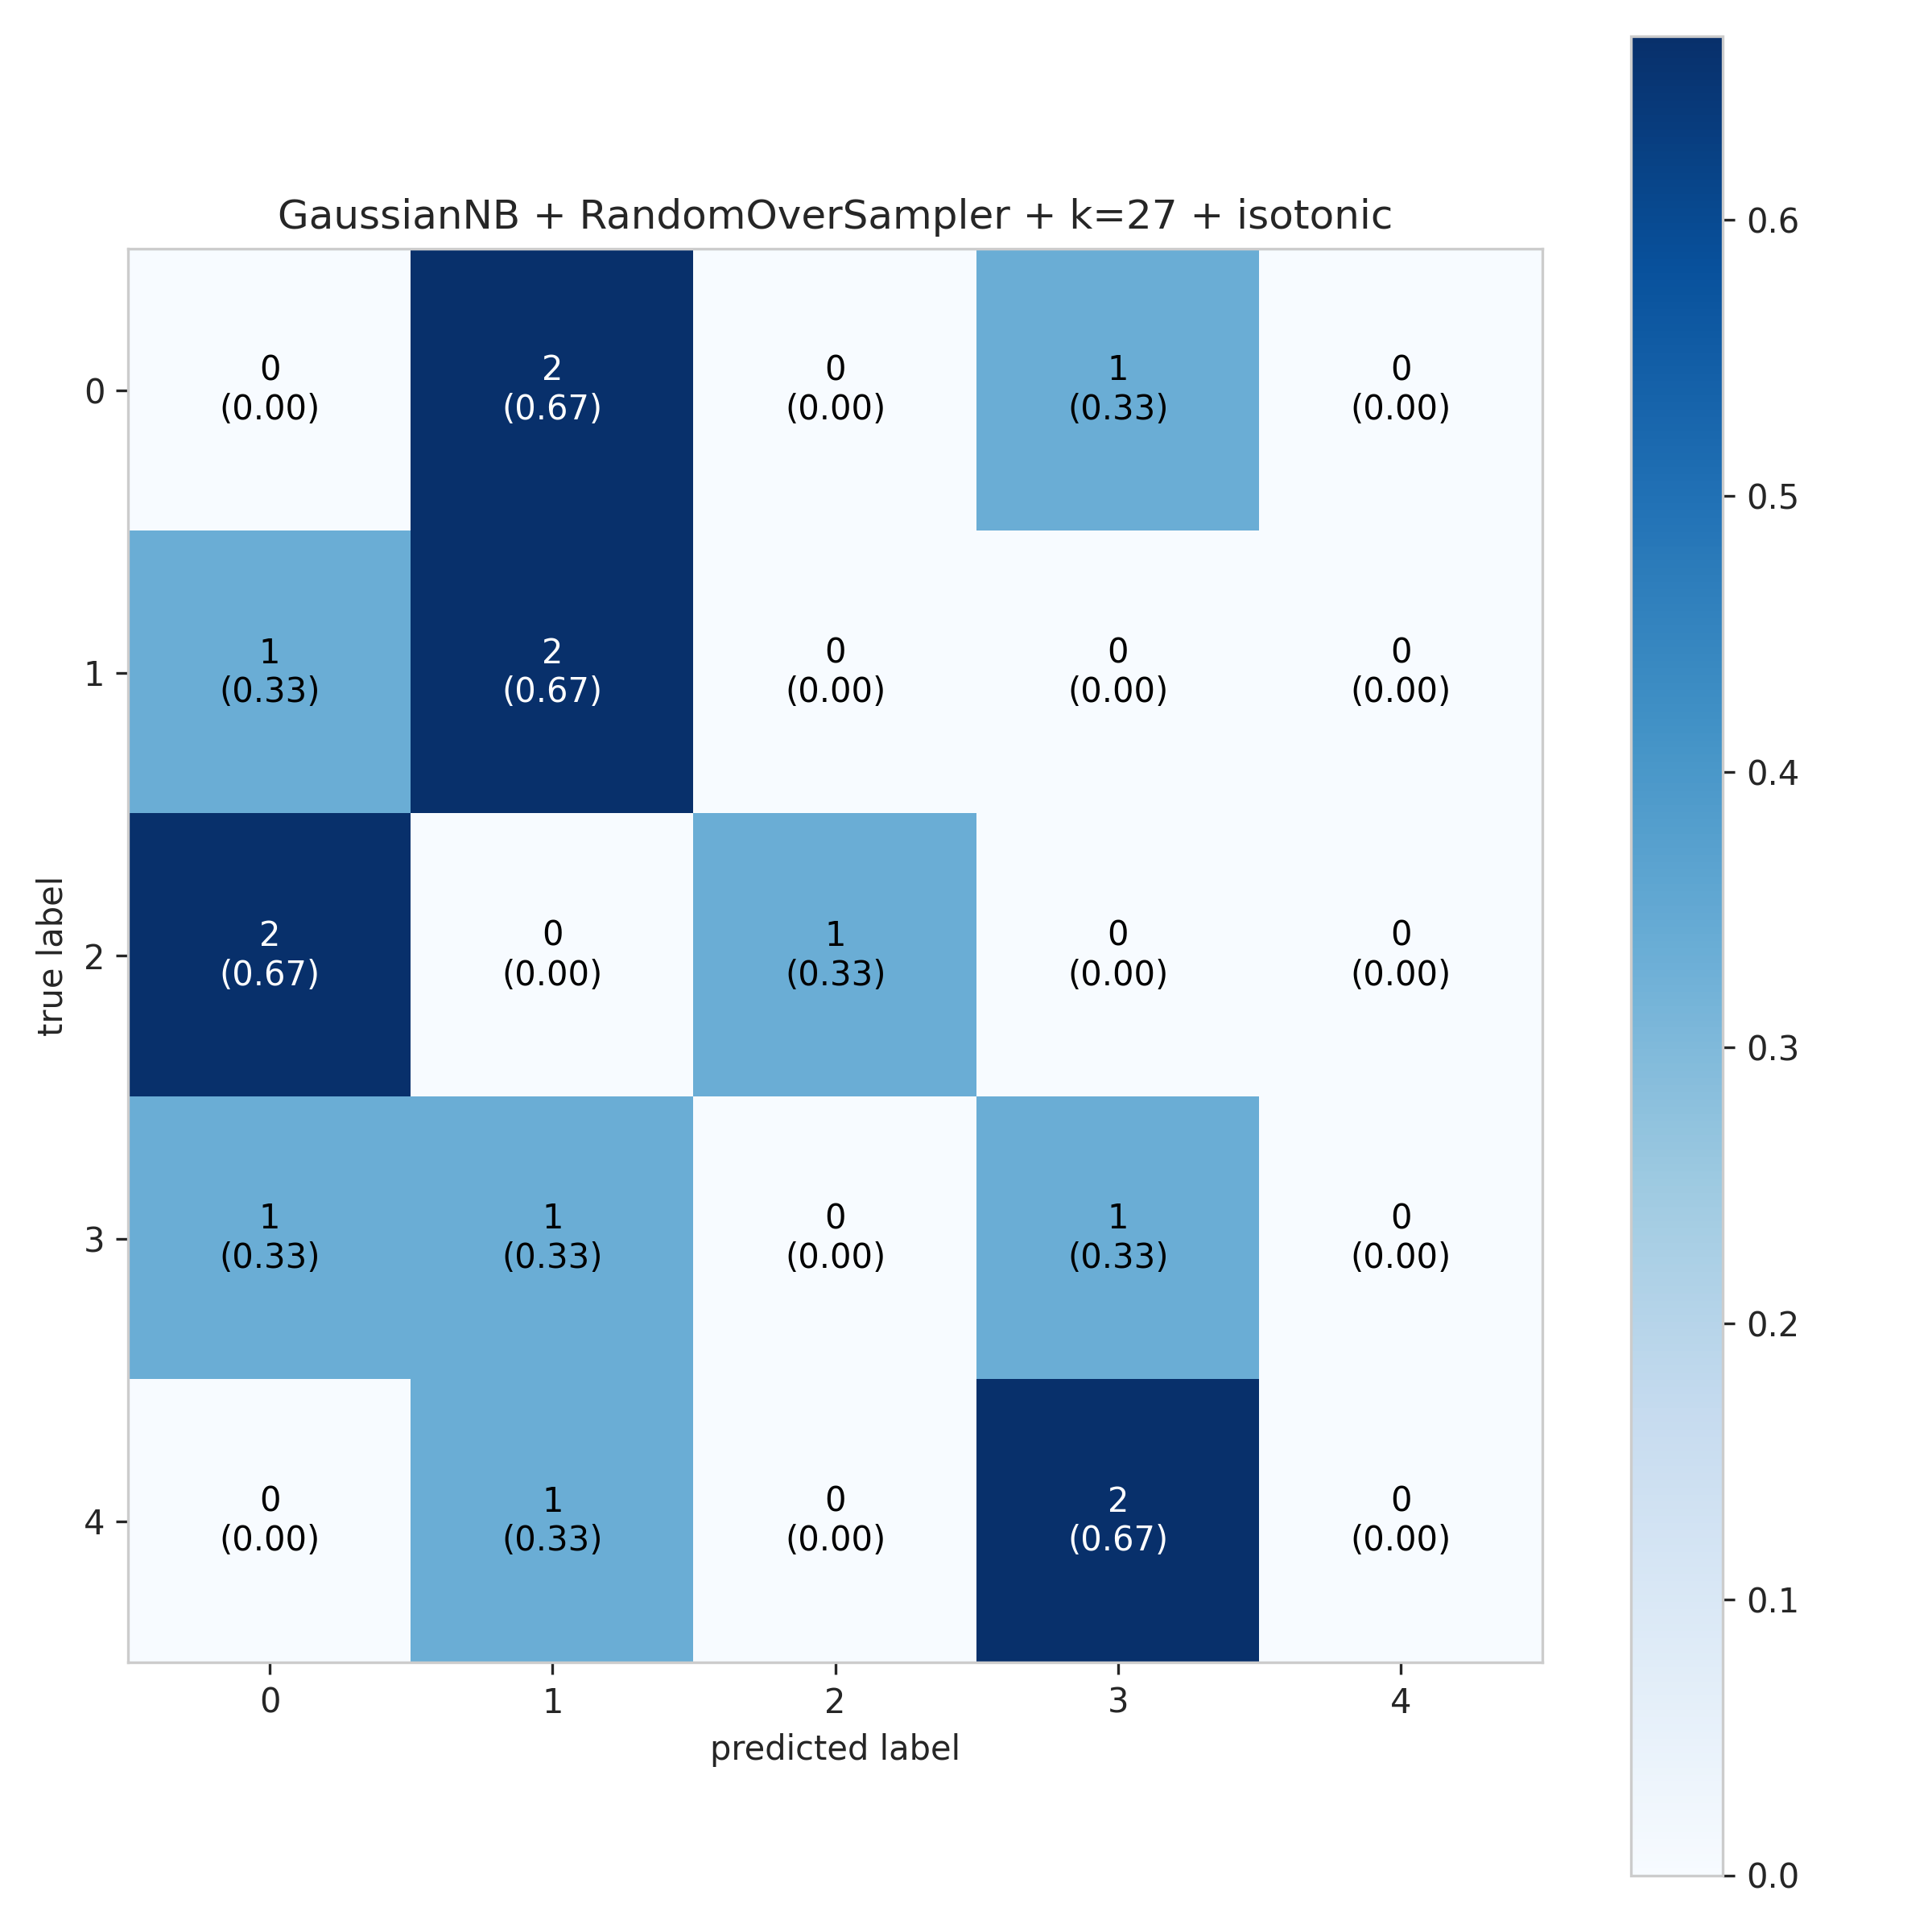 GaussianNB + RandomOverSampler + k=27 + isotonic
0 2 0 1 0
(0.00) (0.67) (0.00) (0.33) (0.00)
0
1 2 0 0 0
(0.33) (0.67) (0.00) (0.00) (0.00)
1
2 0 1 0 0
(0.67) (0.00) (0.33) (0.00) (0.00)
2
1 1 0 1 0
(0.33) (0.33) (0.00) (0.33) (0.00)
3
0 1 0 2 0
(0.00) (0.33) (0.00) (0.67) (0.00)
4
true label
0 1 2 3 4
predicted label
0.6
0.5
0.4
0.3
0.2
0.1
0.0